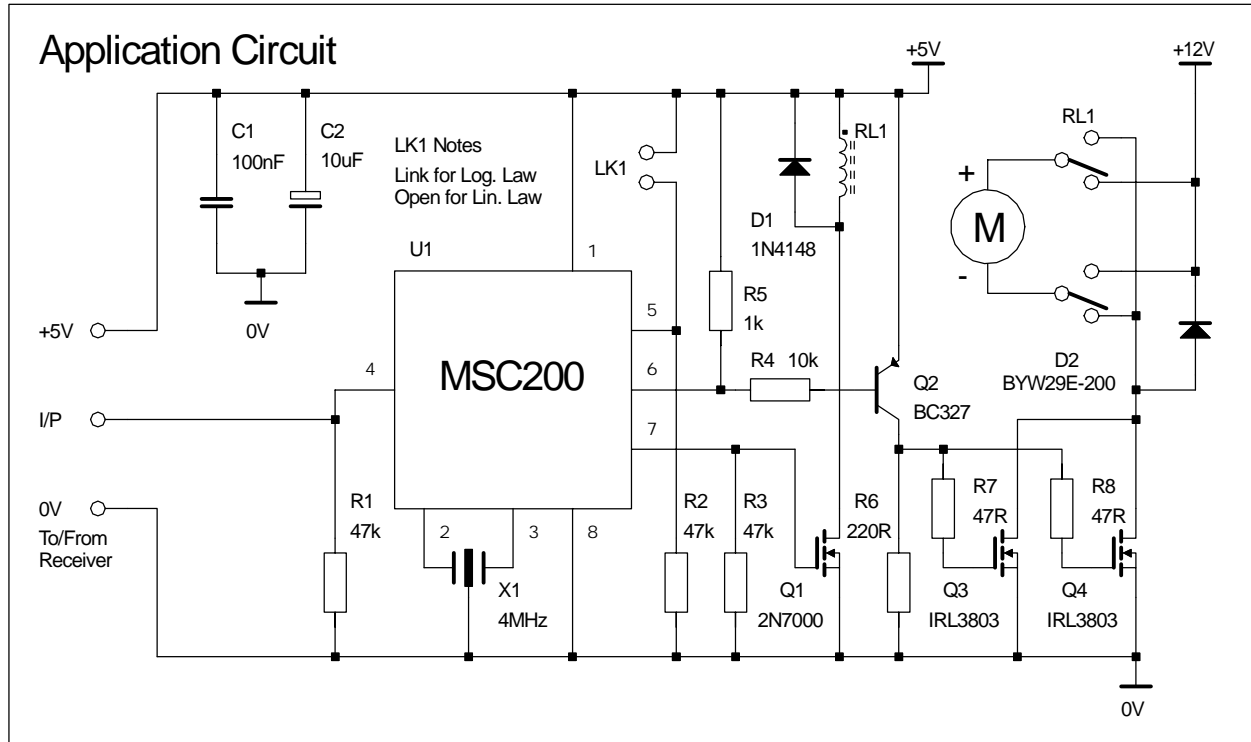 Application Circuit
+5V
+12V
C1
100nF
C2
10uF
LK1 Notes
Link for Log. Law
Open for Lin. Law
LK1
RL1
RL1
D1
1N4148
+
M
-
U1
1
0V
+5V
R5
1k
5
4
MSC200
6
R4 10k
Q2
BC327
D2
BYW29E-200
I/P
7
0V
To/From
Receiver
R1
47k
2
3
8
R2
47k
R3
47k
R6
220R
R7
47R
R8
47R
X1
4MHz
Q1
2N7000
Q3
IRL3803
Q4
IRL3803
0V